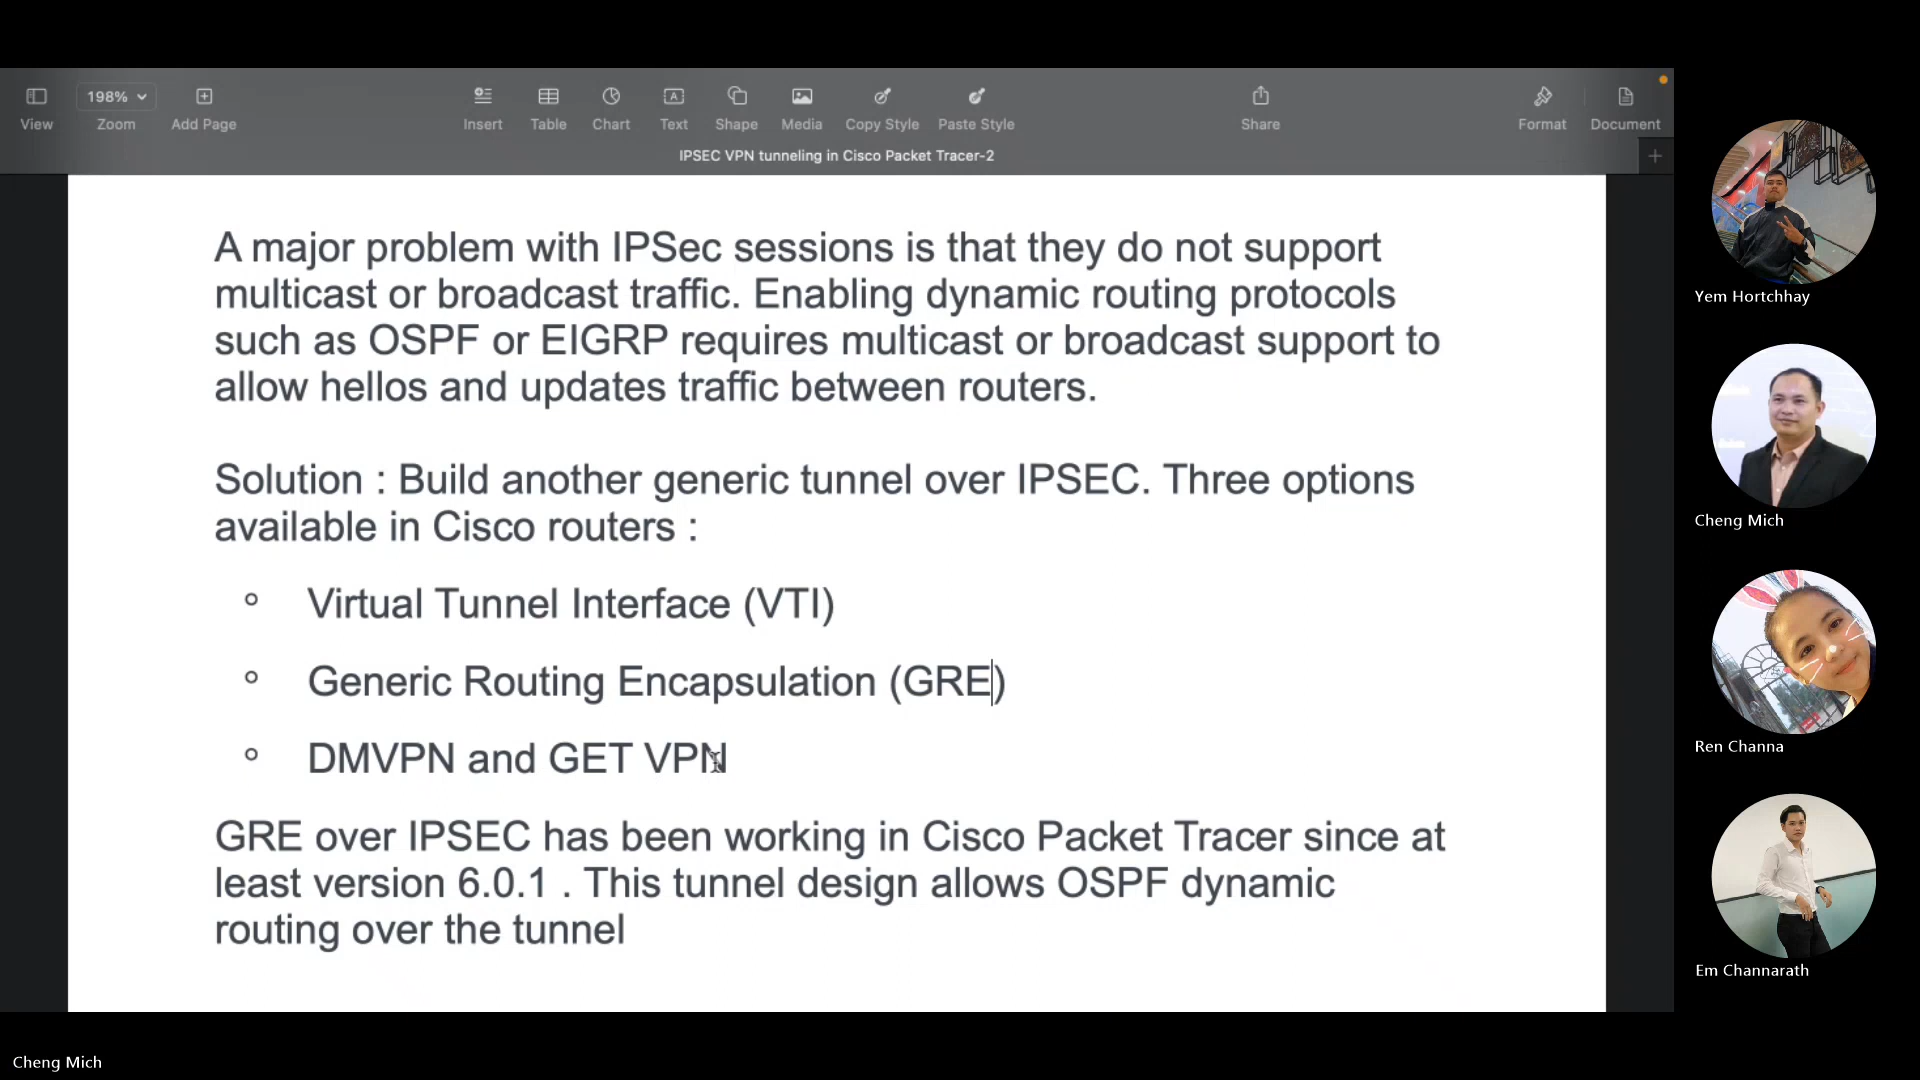 198%
View
Zoom
Add Page
Insert
Table
Chart
Text
Shape
Media
Copy Style
Paste Style
Share
Format
Document
IPSEC VPN tunneling in Cisco Packet Tracer-2
A major problem with IPSec sessions is that they do not support
multicast or broadcast traffic. Enabling dynamic routing protocols
such as OSPF or EIGRP requires multicast or broadcast support to
allow hellos and updates traffic between routers.
Solution : Build another generic tunnel over IPSEC. Three options
available in Cisco routers :
Virtual Tunnel Interface (VTI)
Generic Routing Encapsulation (GRE)
DMVPN and GET VPN
GRE over IPSEC has been working in Cisco Packet Tracer since at
least version 6.0.1 . This tunnel design allows OSPF dynamic
routing over the tunnel
Yem Hortchhay
Cheng Mich
Ren Channa
Em Channarath
Cheng Mich